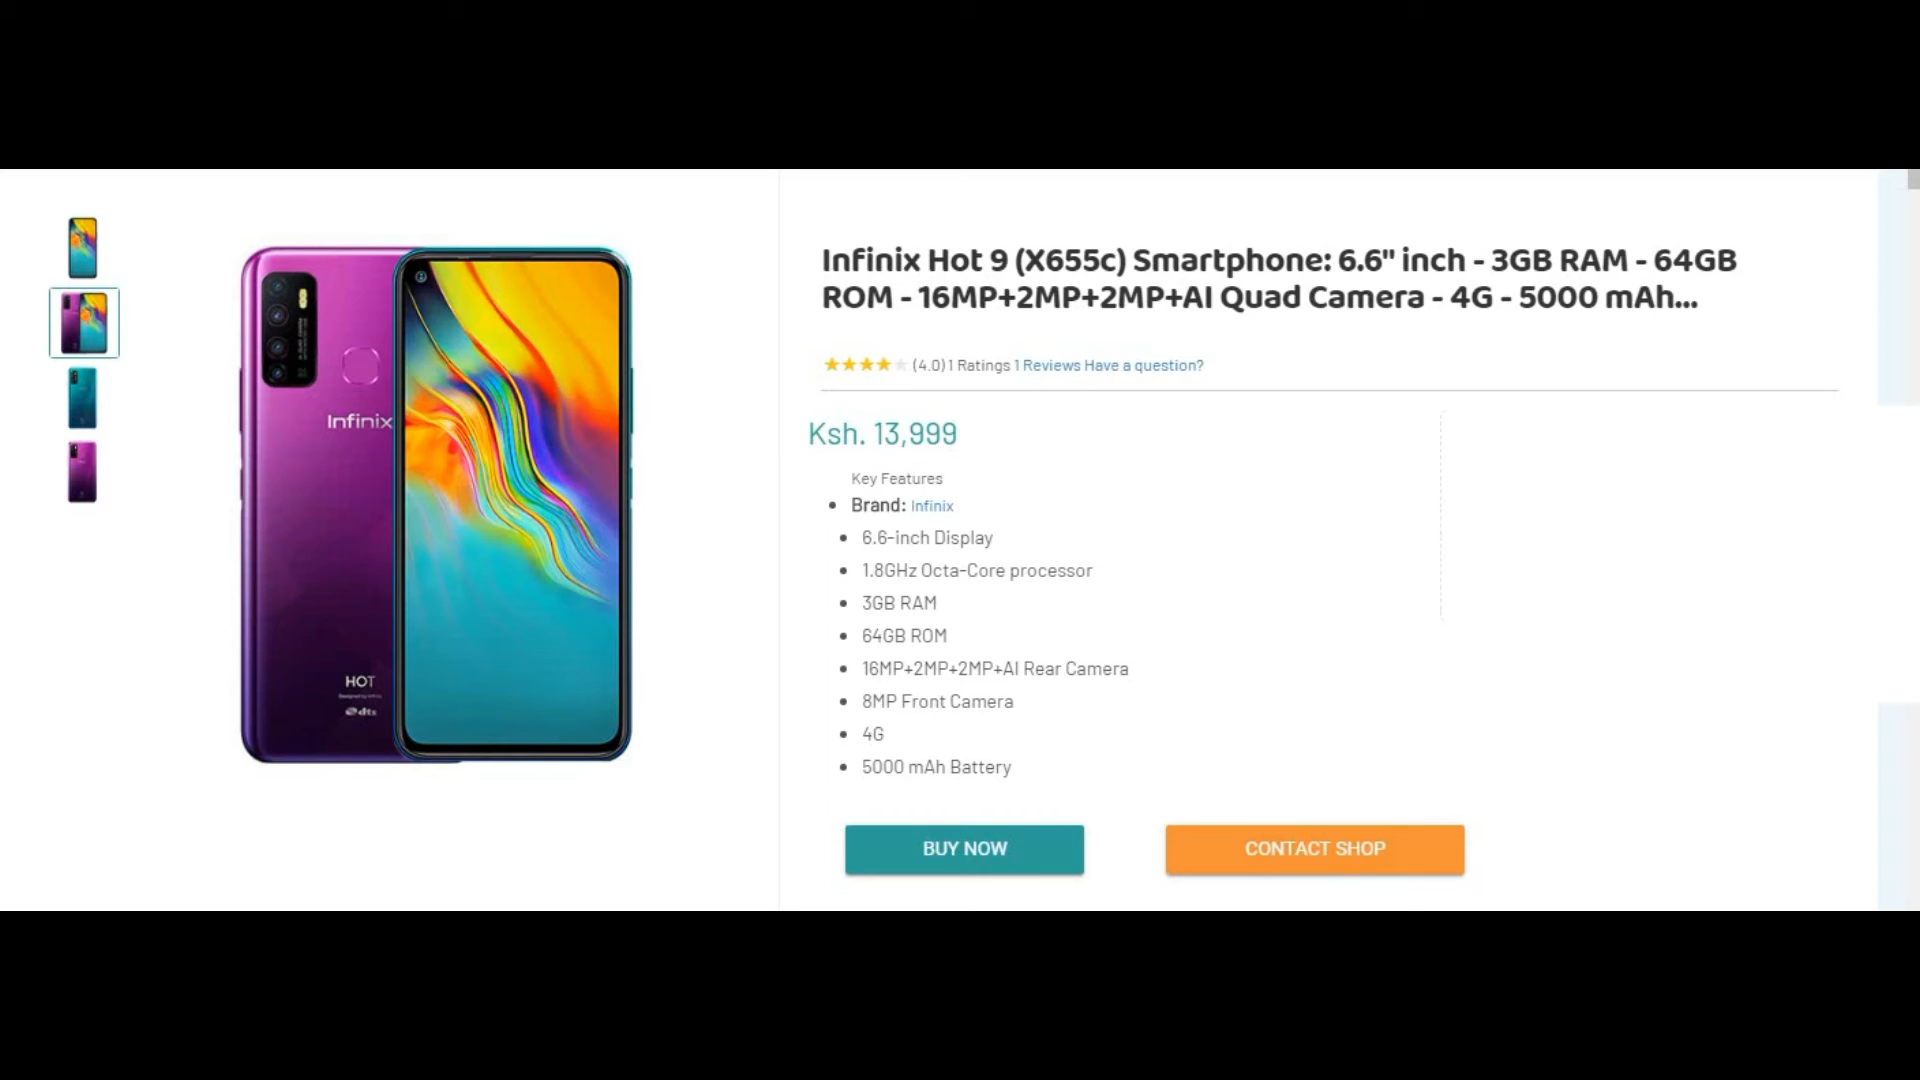 Infinix
HOT
dts
Infinix Hot 9 (X655c) Smartphone: 6.6" inch - 3GB RAM - 64GB
ROM - 16MP+2MP+2MP+AI Quad Camera - 4G - 5000 mAh...
(4.0) 1 Ratings 1 Reviews Have a question?
Ksh. 13,999
Key Features
Brand: Infinix
6.6-inch Display
1.8GHz Octa-Core processor
3GB RAM
64GB ROM
16MP+2MP+2MP+AI Rear Camera
8MP Front Camera
4G
5000 mAh Battery
BUY NOW
CONTACT SHOP